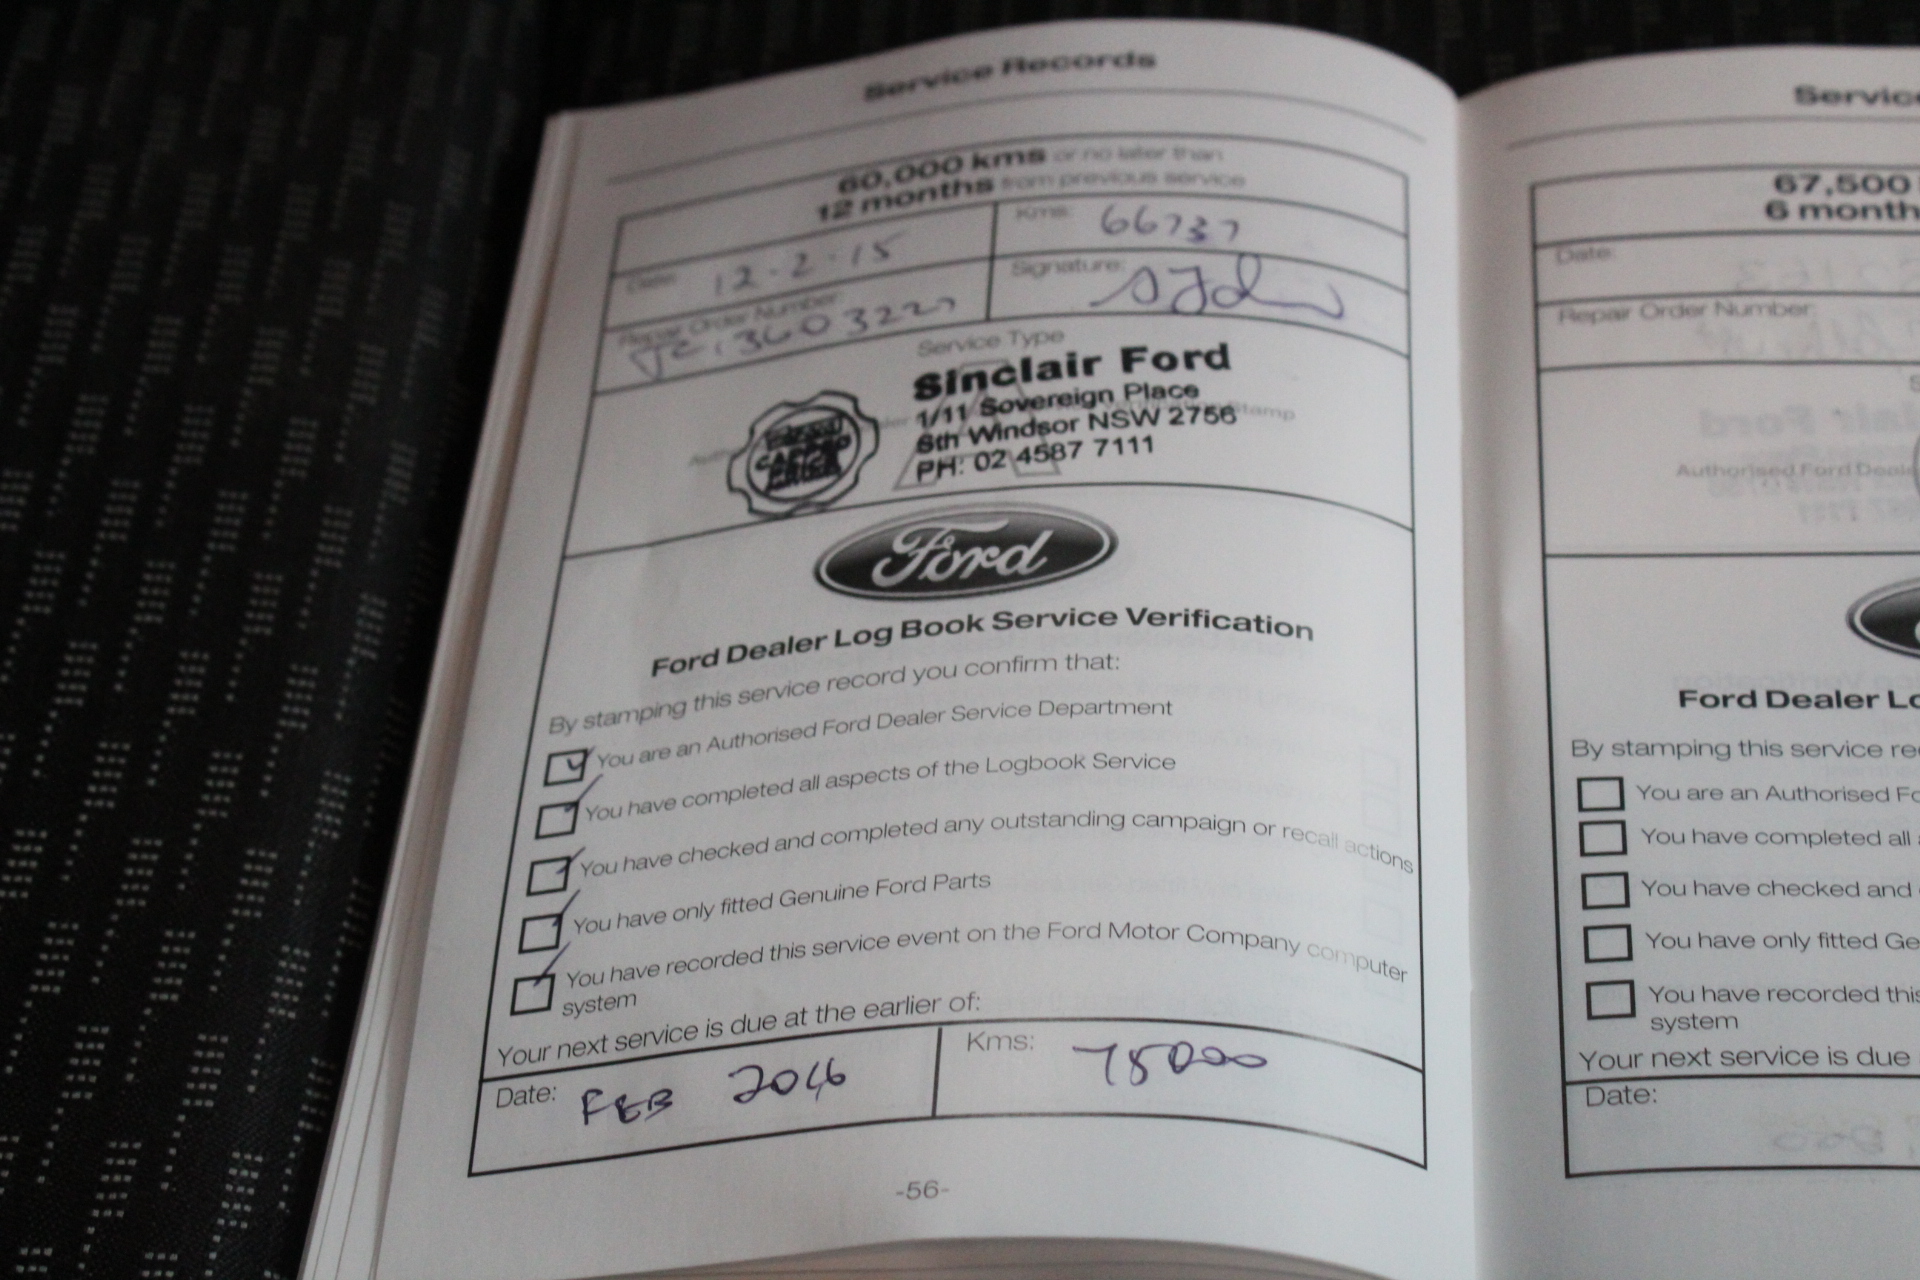 Service Records
60,000 kms or no later than
12 months from previous service
Date: 12.2.15
Kms: 66737
Repair Order Number:
Signature:
Service Type
Sinclair Ford
1/11 Sovereign Place
Sth Windsor NSW 2756
PH: 02 4587 7111
Stamp
CAPPED
PRICE
Ford
Ford Dealer Log Book Service Verification
By stamping this service record you confirm that:
You are an Authorised Ford Dealer Service Department
You have completed all aspects of the Logbook Service
You have checked and completed any outstanding campaign or recall actions
You have only fitted Genuine Ford Parts
You have recorded this service event on the Ford Motor Company computer
system
Your next service is due at the earlier of:
Date: FEB 2016
Kms: 75000
-56-
Service
67,500
6 month
Date:
Repair Order Number
Authorised Ford Deale
Ford Dealer Lo
By stamping this service re
You are an Authorised Fo
You have completed all
You have checked and
You have only fitted Ge
You have recorded this
system
Your next service is due
Date: